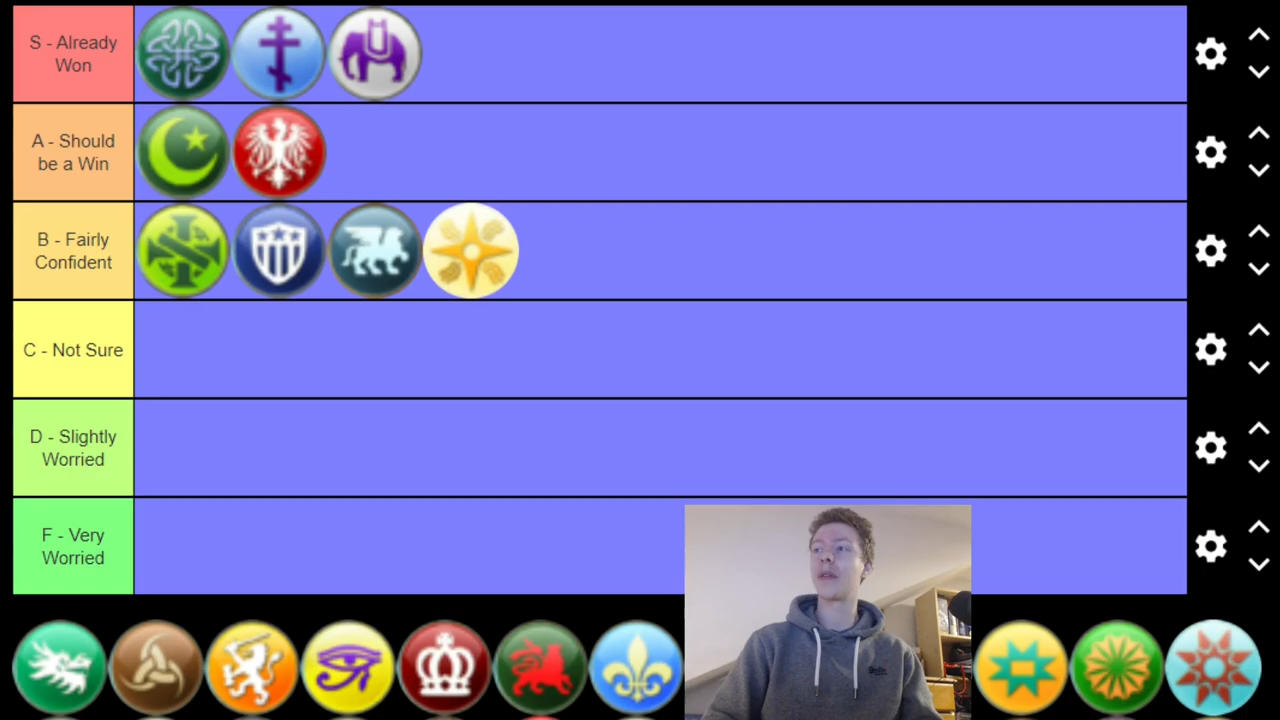 S - Already
Won
A - Should
be a Win
B - Fairly
Confident
C - Not Sure
D - Slightly
Worried
F - Very
Worried